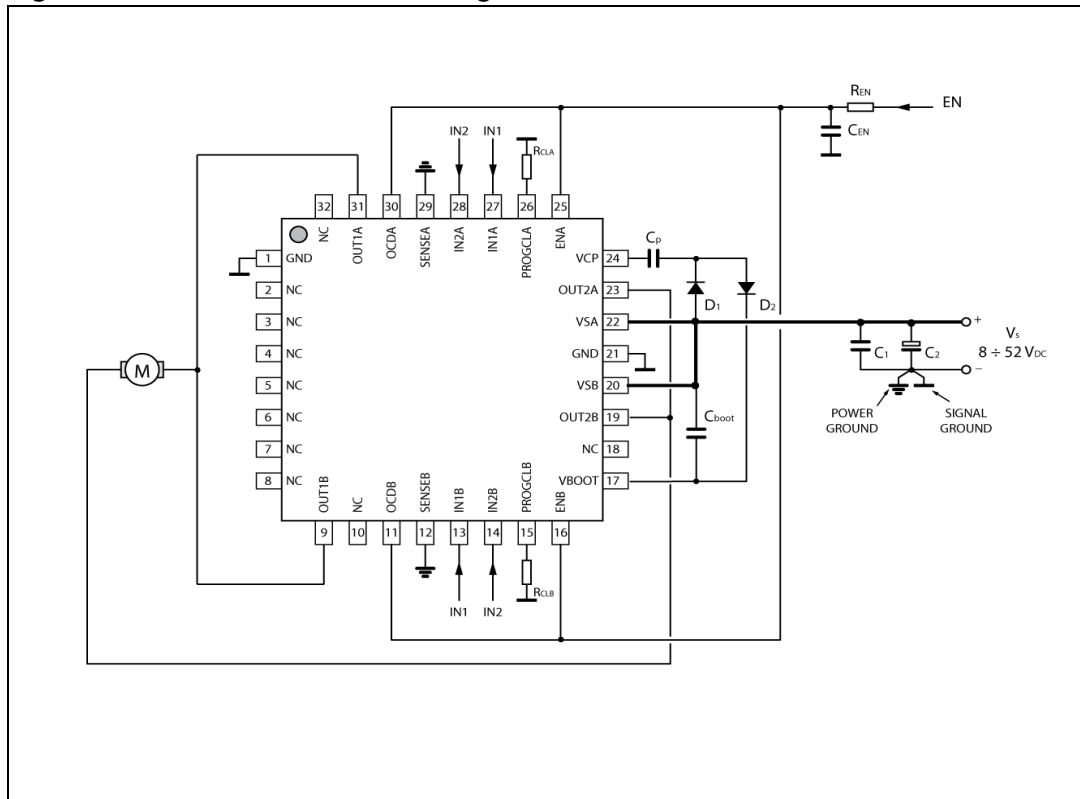 REN
EN
CEN
IN2
IN1
RCLA
32
31
30
29
28
27
26
25
NC
OUT1A
OCDA
SENSEA
IN2A
IN1A
PROGCLA
ENA
1
GND
2
NC
3
NC
4
NC
5
NC
6
NC
7
NC
8
NC
VCP
24
OUT2A
23
VSA
22
GND
21
VSB
20
OUT2B
19
NC
18
VBOOT
17
Cp
D1
D2
Cboot
C1
C2
+
Vs
8 ÷ 52 VDC
−
POWER
GROUND
SIGNAL
GROUND
M
OUT1B
NC
OCDB
SENSEB
IN1B
IN2B
PROGCLB
ENB
9
10
11
12
13
14
15
16
RCLB
IN1
IN2